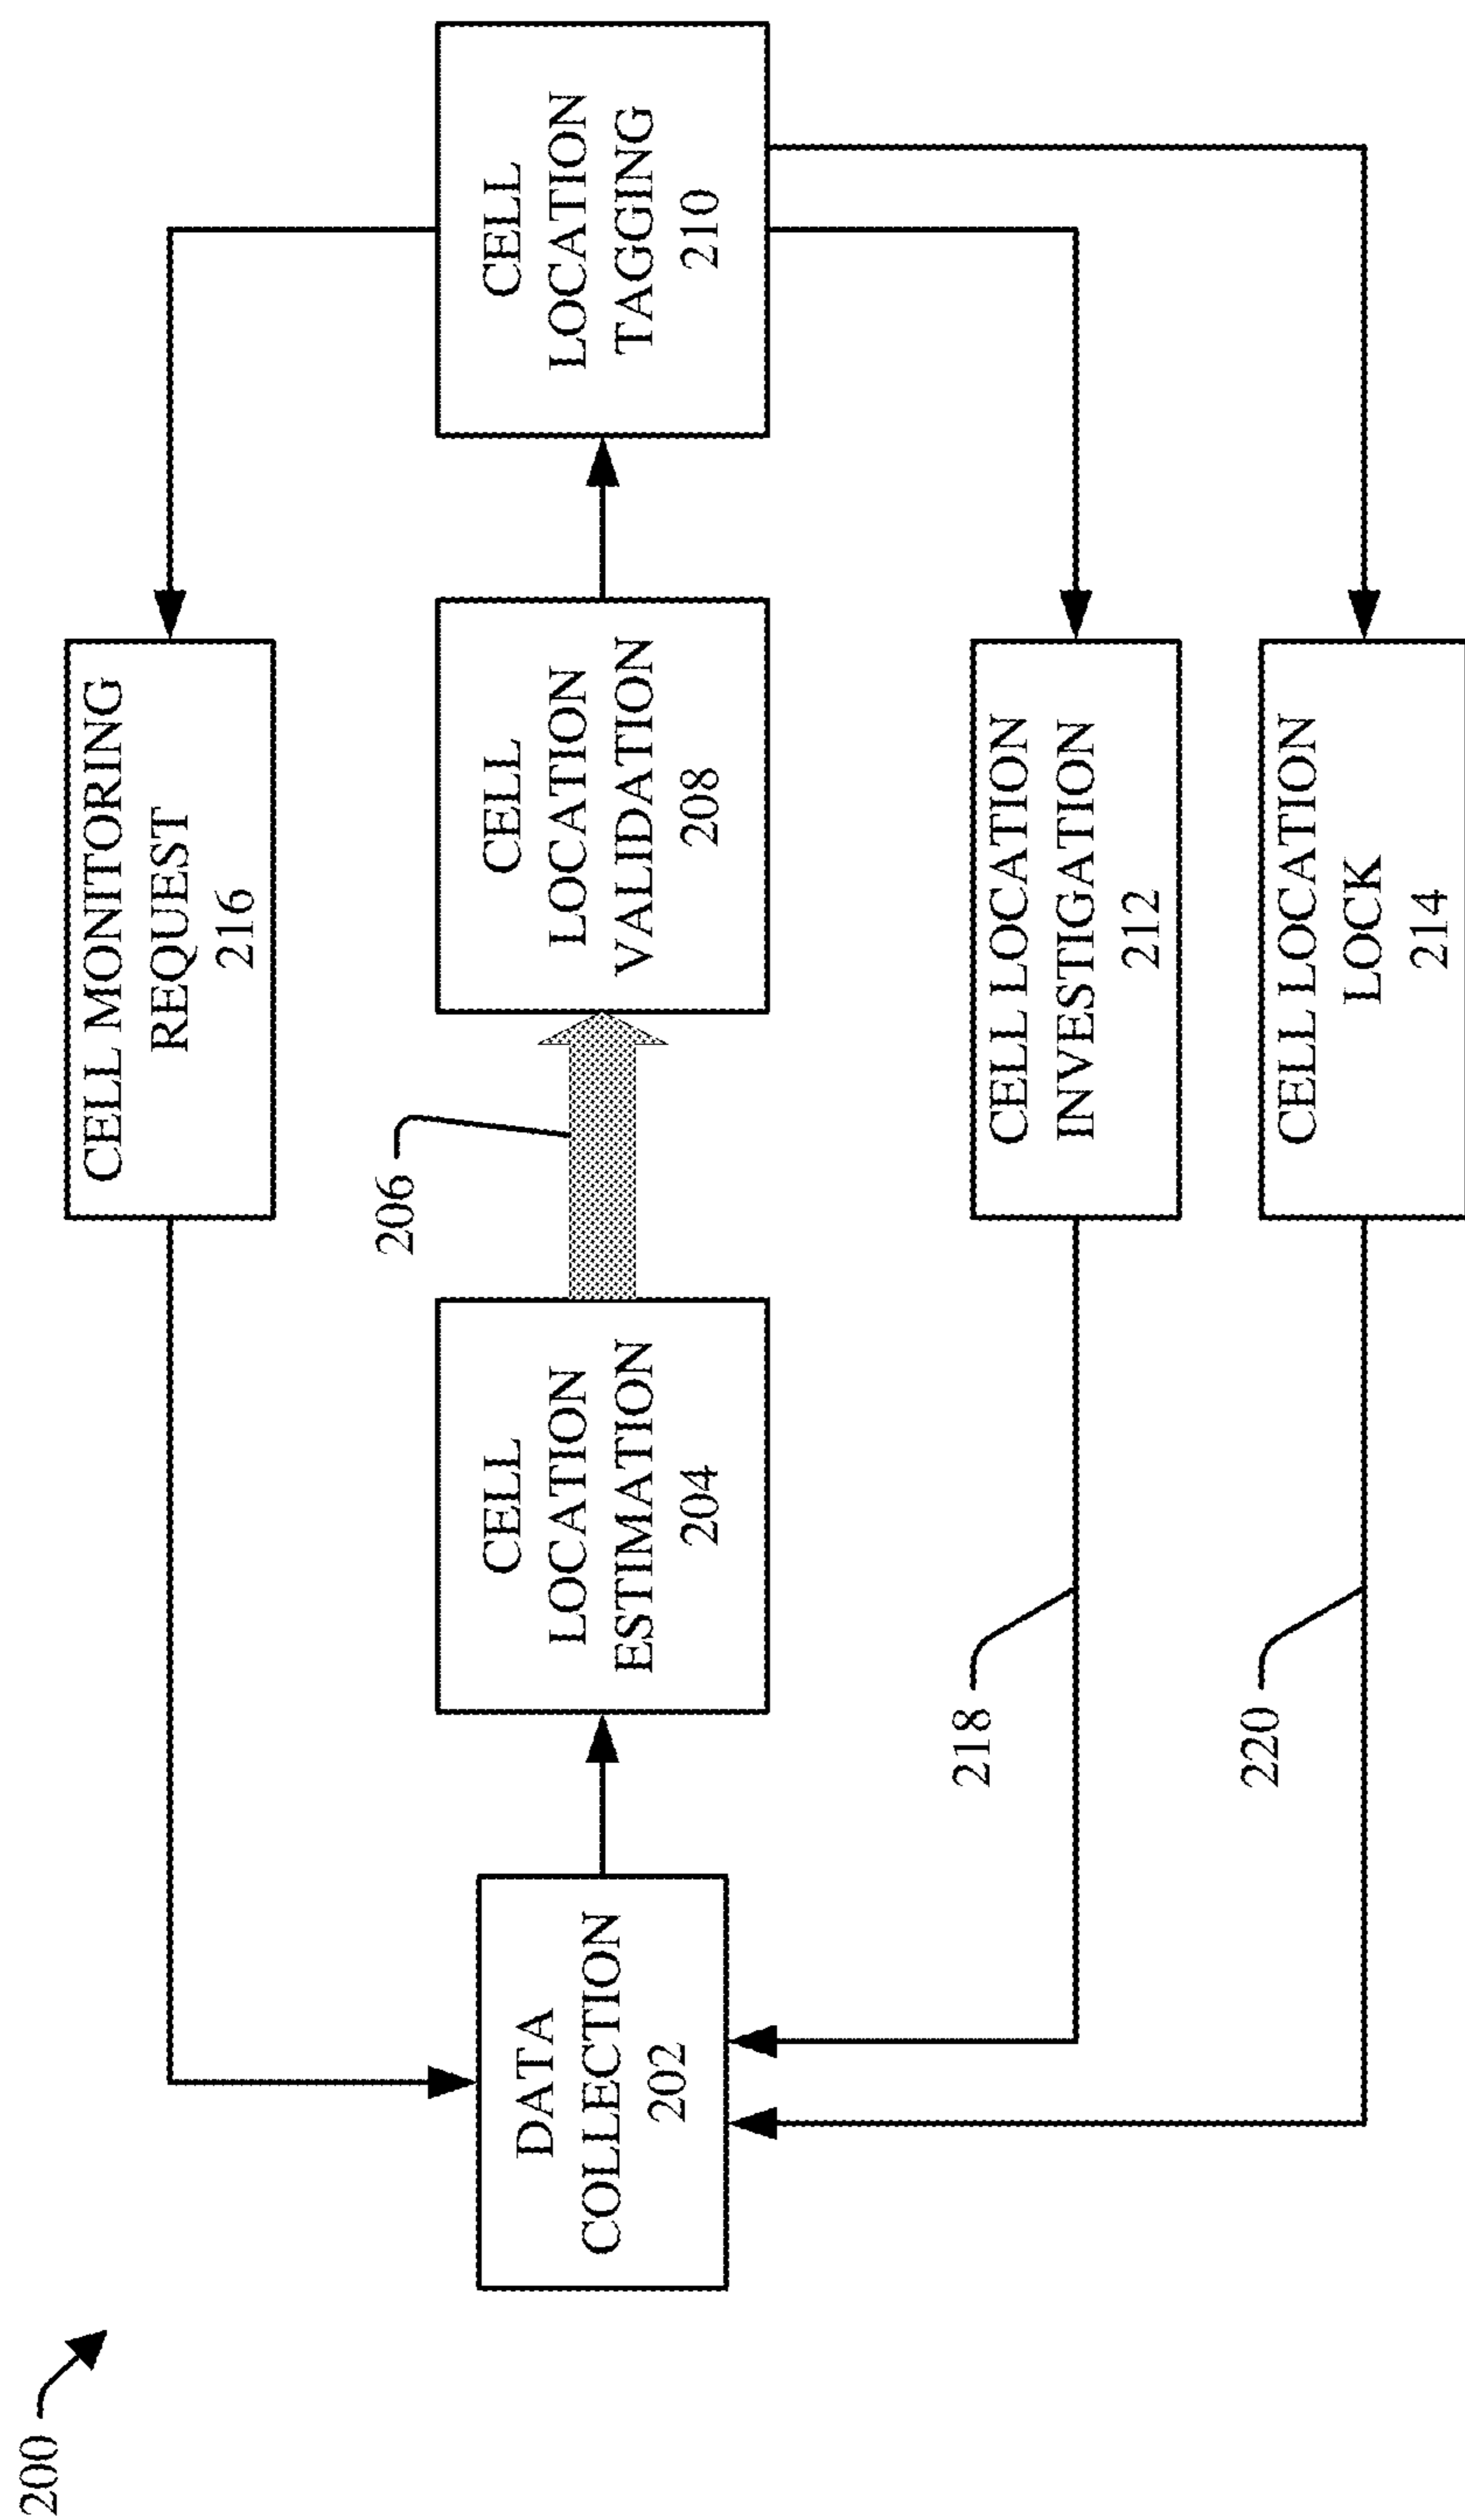 200
CELL MONITORING
REQUEST
216
206
DATA
COLLECTION
202
CELL
LOCATION
ESTIMATION
204
CELL
LOCATION
VALIDATION
208
CELL
LOCATION
TAGGING
210
218
CELL LOCATION
INVESTIGATION
212
220
CELL LOCATION
LOCK
214